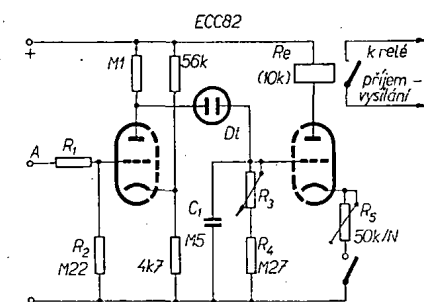 ECC82
+
M1
56k
Re
(10k)
k relé
příjem-
vysílání
Dt
A
R1
C1
R3
R5
50k/N
R2
M22
4k7
M5
R4
M27